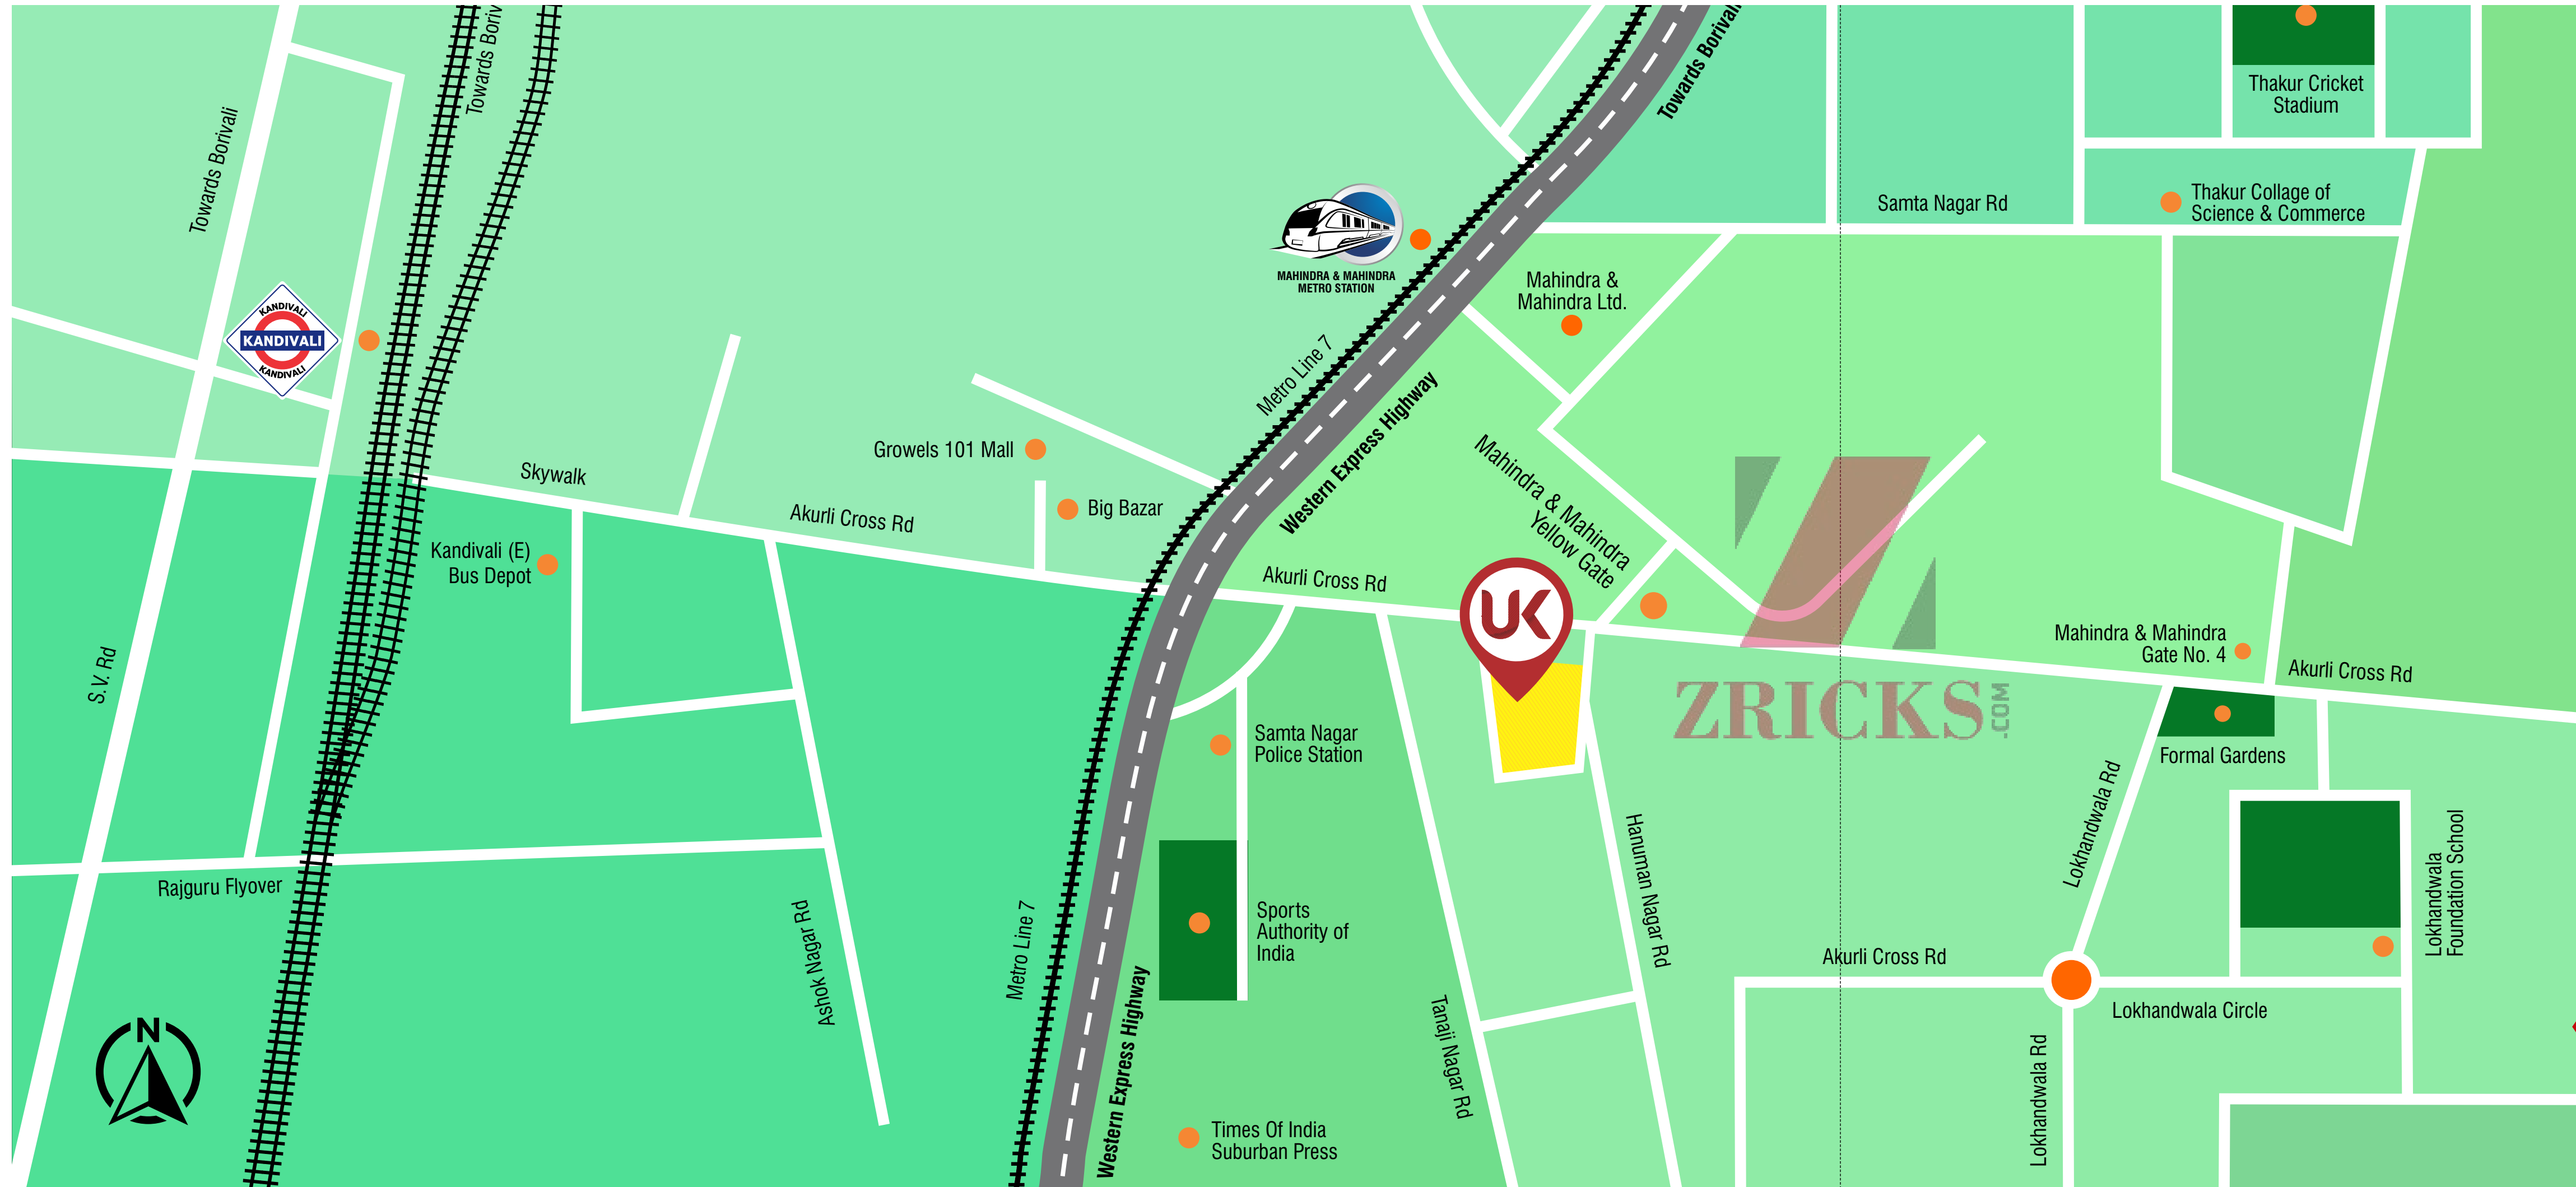 Towards Borivali
Towards Boriv
Towards Borivali
Thakur Cricket
Stadium
Samta Nagar Rd
Thakur Collage of
Science & Commerce
MAHINDRA & MAHINDRA
METRO STATION
Mahindra &
Mahindra Ltd.
KANDIVALI
KANDIVALI
KANDIVALI
Metro Line 7
Western Express Highway
Growels 101 Mall
Big Bazar
Skywalk
Akurli Cross Rd
Kandivali (E)
Bus Depot
Mahindra & Mahindra
Yellow Gate
Akurli Cross Rd
UK
Mahindra & Mahindra
Gate No. 4
Akurli Cross Rd
S.V. Rd
ZRICKS
.COM
Samta Nagar
Police Station
Formal Gardens
Lokhandwala Rd
Hanuman Nagar Rd
Lokhandwala
Foundation School
Rajguru Flyover
Ashok Nagar Rd
Metro Line 7
Sports
Authority of
India
Western Express Highway
Akurli Cross Rd
Lokhandwala Circle
Tanaji Nagar Rd
Lokhandwala Rd
N
Times Of India
Suburban Press